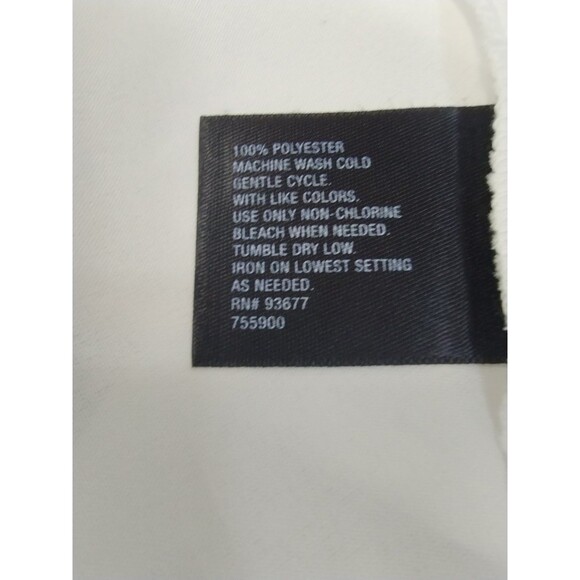 100% POLYESTER
MACHINE WASH COLD
GENTLE CYCLE.
WITH LIKE COLORS.
USE ONLY NON-CHLORINE
BLEACH WHEN NEEDED.
TUMBLE DRY LOW.
IRON ON LOWEST SETTING
AS NEEDED.
RN# 93677
755900